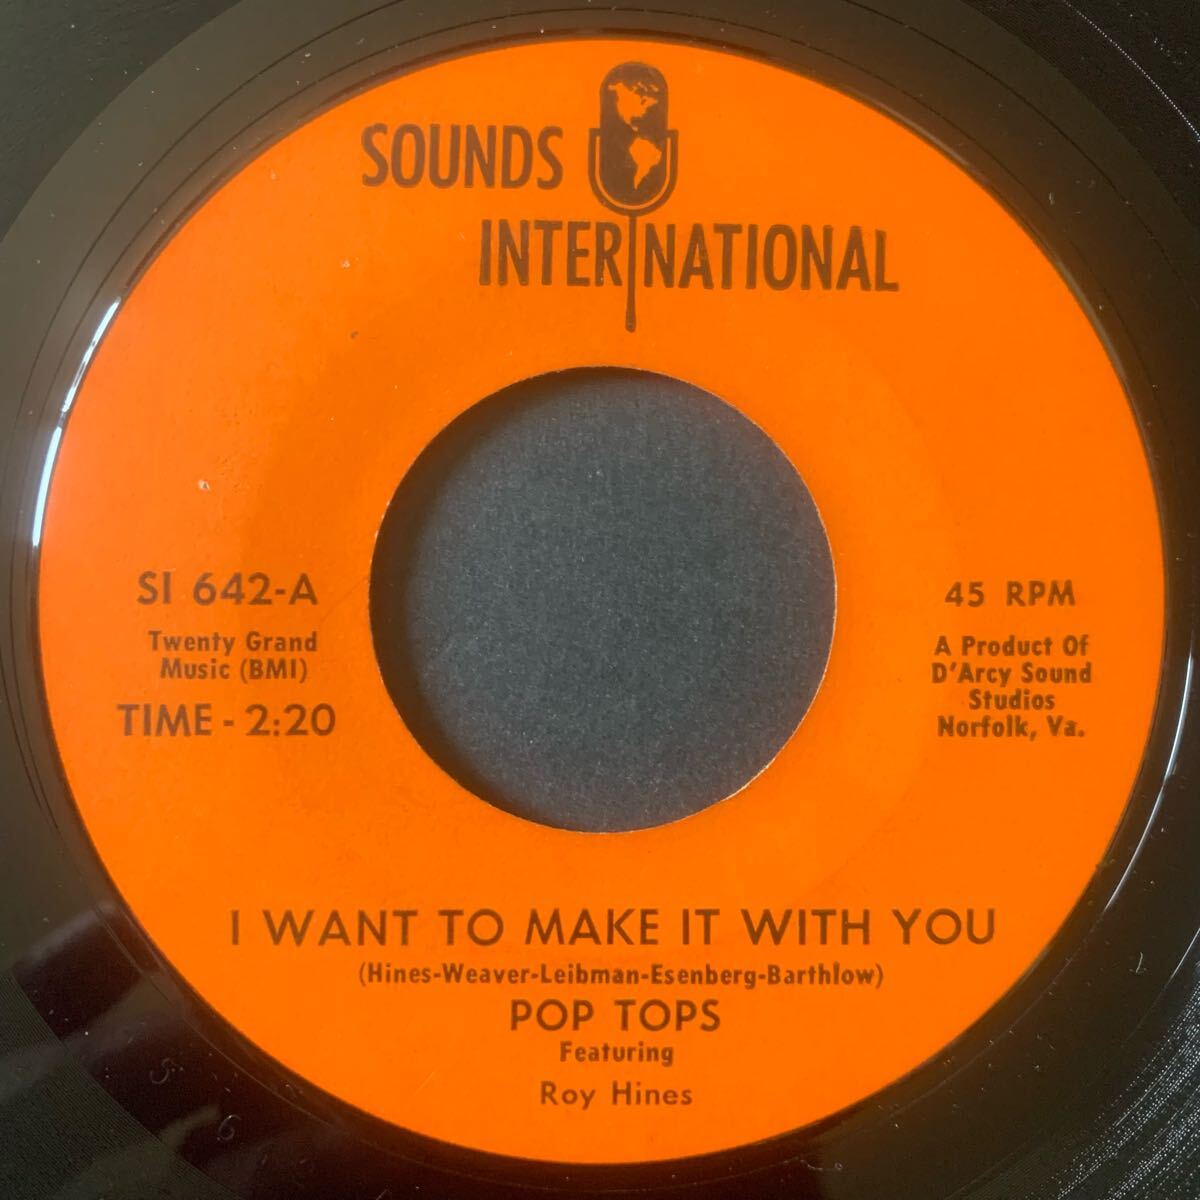 SOUNDS
INTERNATIONAL
SI 642-A
Twenty Grand
Music (BMI)
TIME - 2:20
45 RPM
A Product Of
D'Arcy Sound
Studios
Norfolk, Va.
I WANT TO MAKE IT WITH YOU
(Hines-Weaver-Leibman-Esenberg-Barthlow)
POP TOPS
Featuring
Roy Hines